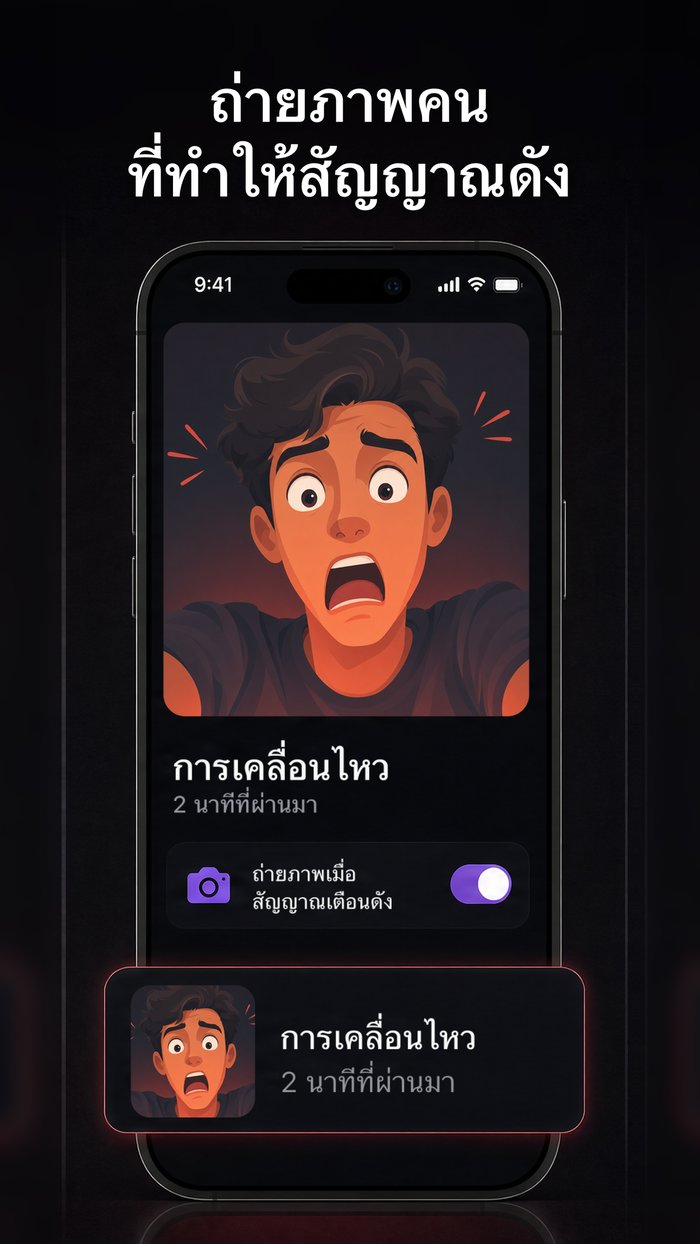 ถ่ายภาพคน
ที่ทำให้สัญญาณดัง
9:41
การเคลื่อนไหว
2 นาทีที่ผ่านมา
ถ่ายภาพเมื่อ
สัญญาณเตือนดัง
การเคลื่อนไหว
2 นาทีที่ผ่านมา